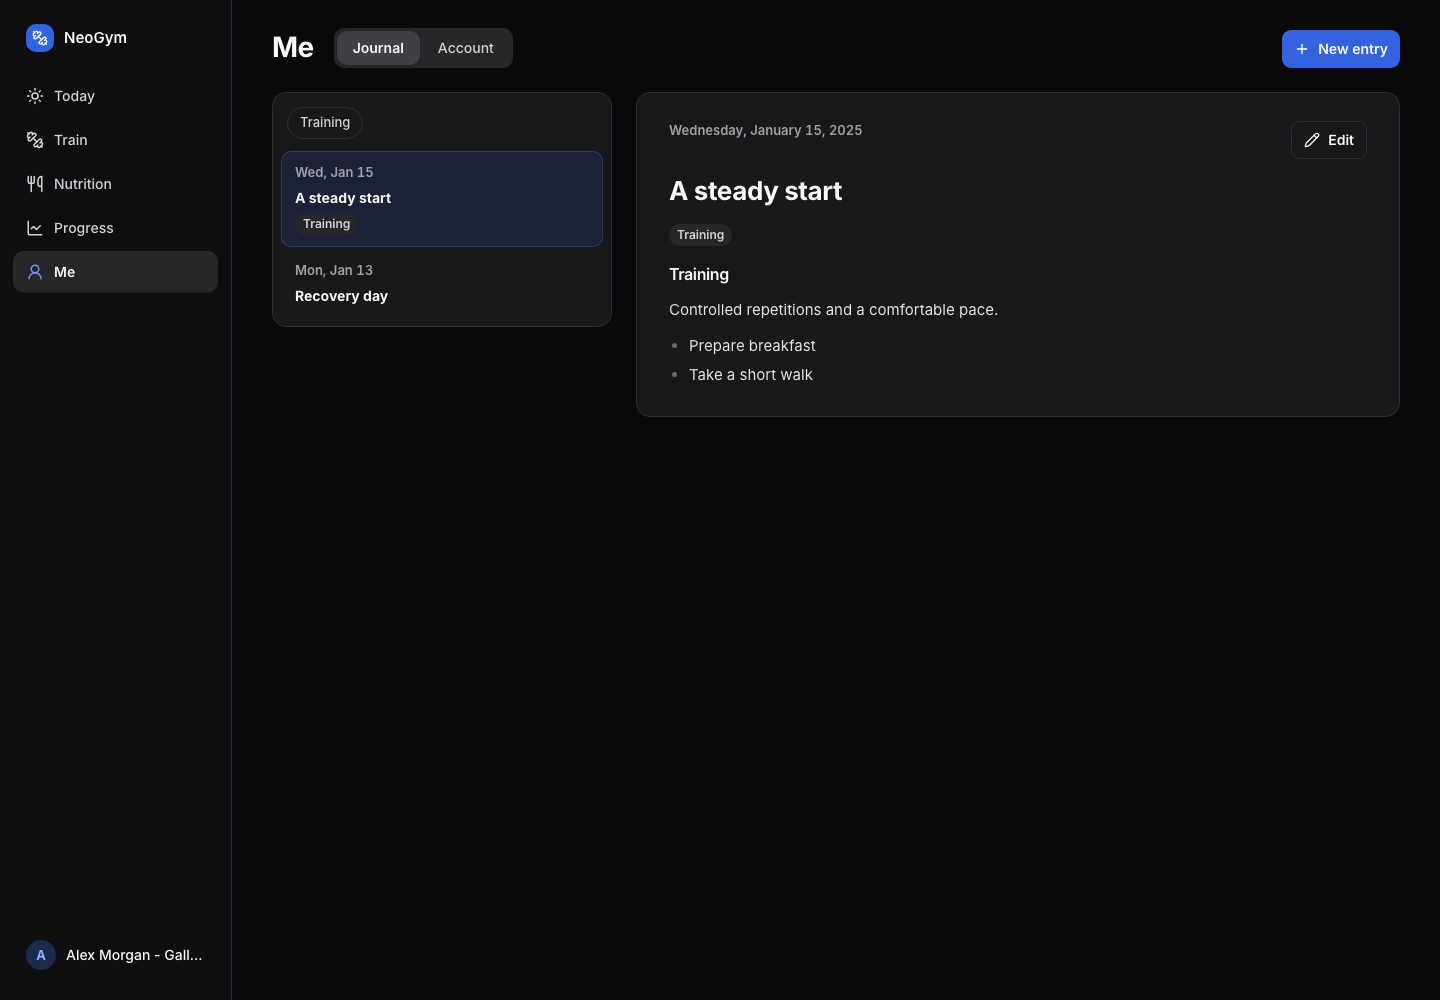 NeoGym
Today
Train
Nutrition
Progress
Me
Alex Morgan - Gall...
Me
Journal
Account
New entry
Training
Wed, Jan 15
A steady start
Training
Mon, Jan 13
Recovery day
Wednesday, January 15, 2025
Edit
A steady start
Training
Training
Controlled repetitions and a comfortable pace.
Prepare breakfast
Take a short walk
A